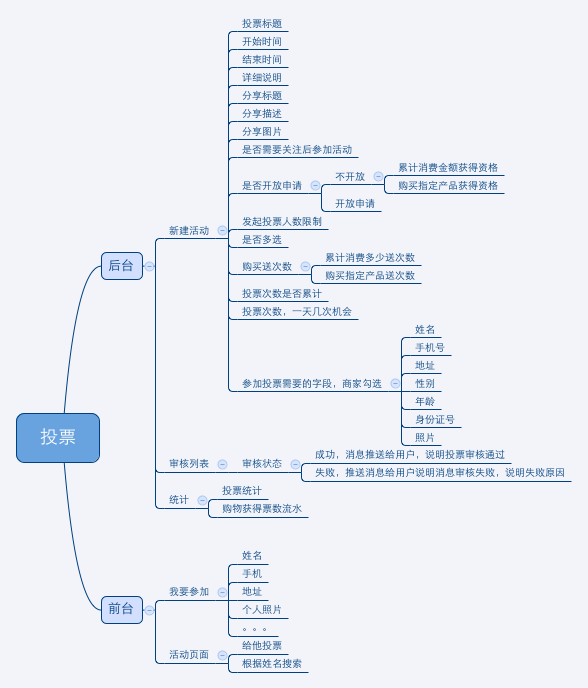 投票
后台
新建活动
投票标题
开始时间
结束时间
详细说明
分享标题
分享描述
分享图片
是否需要关注后参加活动
是否开放申请
不开放
累计消费金额获得资格
购买指定产品获得资格
开放申请
发起投票人数限制
是否多选
购买送次数
累计消费多少送次数
购买指定产品送次数
投票次数是否累计
投票次数，一天几次机会
参加投票需要的字段，商家勾选
姓名
手机号
地址
性别
年龄
身份证号
照片
审核列表
审核状态
成功，消息推送给用户，说明投票审核通过
失败，推送消息给用户说明消息审核失败，说明失败原因
统计
投票统计
购物获得票数流水
前台
我要参加
姓名
手机
地址
个人照片
。。。
活动页面
给他投票
根据姓名搜索